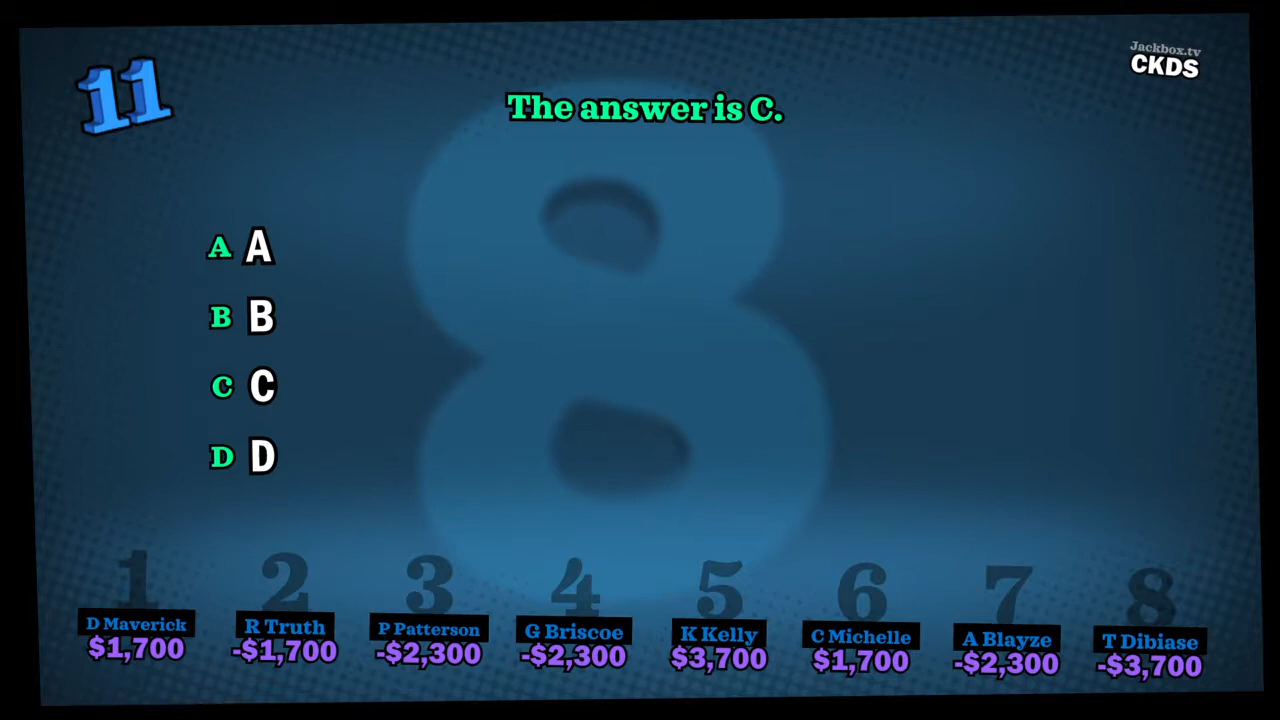 11
Jackbox.tv
CKDS
The answer is C.
8
A A
B B
C C
D D
1 2 3 4 5 6 7 8
D Maverick R Truth P Patterson G Briscoe K Kelly C Michelle A Blayze T Dibiase
$1,700 -$1,700 -$2,300 -$2,300 $3,700 $1,700 -$2,300 -$3,700